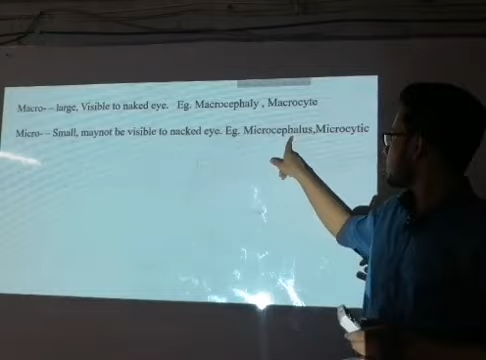 Macro- – large, Visible to naked eye. Eg. Macrocephaly , Macrocyte
Micro- – Small, maynot be visible to nacked eye. Eg. Microcephalus,Microcytic